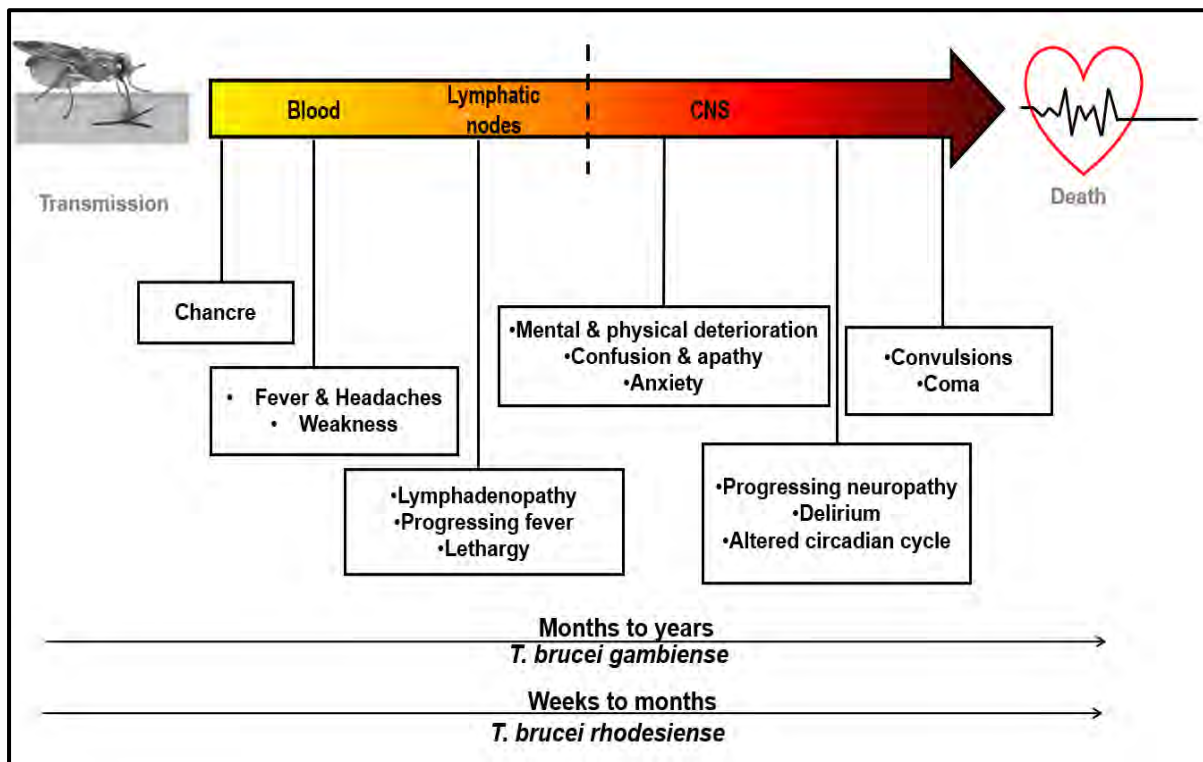 Blood
Lymphatic
nodes
CNS
Transmission
Death
Chancre
• Fever & Headaches
• Weakness
•Lymphadenopathy
•Progressing fever
•Lethargy
•Mental & physical deterioration
•Confusion & apathy
•Anxiety
•Progressing neuropathy
•Delirium
•Altered circadian cycle
•Convulsions
•Coma
Months to years
T. brucei gambiense
Weeks to months
T. brucei rhodesiense